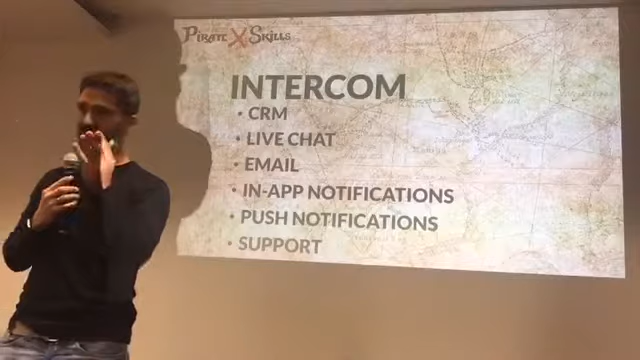 PIRATE X SKILLS
INTERCOM
• CRM
• LIVE CHAT
• EMAIL
• IN-APP NOTIFICATIONS
• PUSH NOTIFICATIONS
• SUPPORT